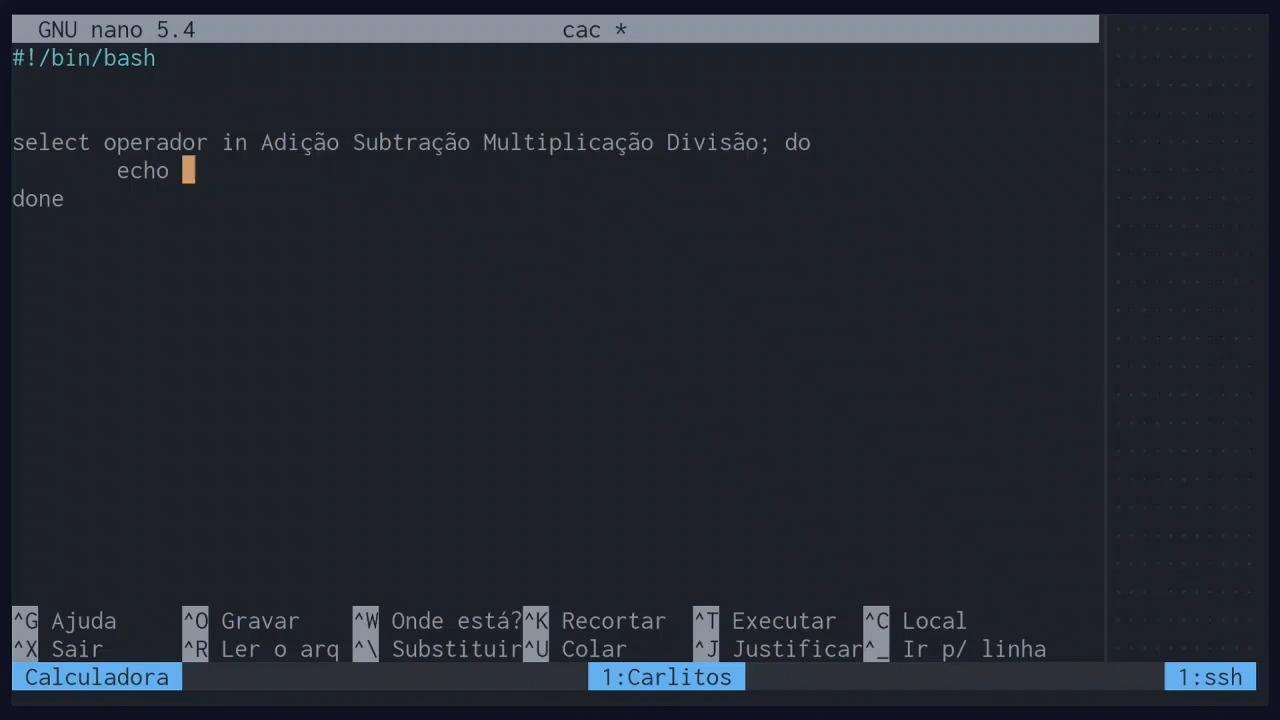 GNU nano 5.4 cac *
#!/bin/bash
select operador in Adição Subtração Multiplicação Divisão; do
echo
done
^G Ajuda ^O Gravar ^W Onde está? ^K Recortar ^T Executar ^C Local
^X Sair ^R Ler o arq ^\ Substituir ^U Colar ^J Justificar ^_ Ir p/ linha
Calculadora 1:Carlitos 1:ssh